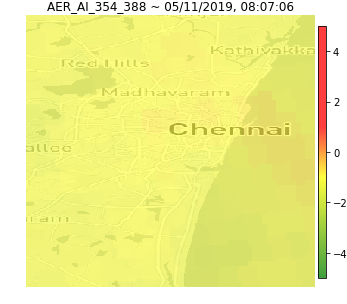 AER_AI_354_388 ~ 05/11/2019, 08:07:06
Kathivakka
Red Hills
Madhavaram
Chennai
allee
ram
4
2
0
−2
−4